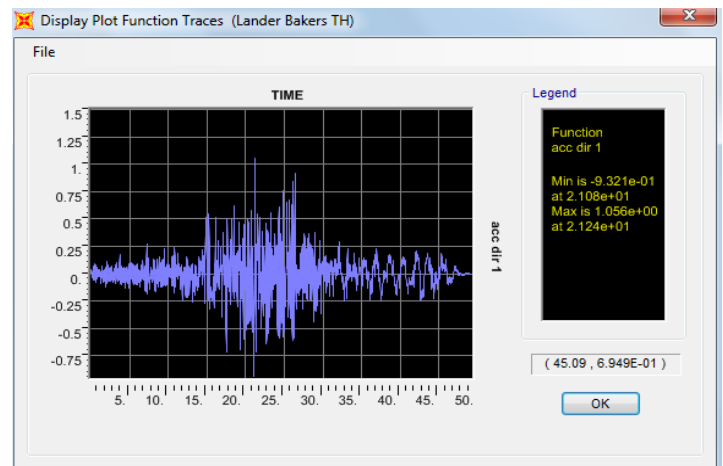 Display Plot Function Traces (Lander Bakers TH)
File
TIME
1.5
1.25
1.
0.75
0.5
0.25
0.
-0.25
-0.5
-0.75
5. 10. 15. 20. 25. 30. 35. 40. 45. 50.
acc dir 1
Legend
Function
acc dir 1
Min is -9.321e-01
at 2.108e+01
Max is 1.056e+00
at 2.124e+01
( 45.09 , 6.949E-01 )
OK